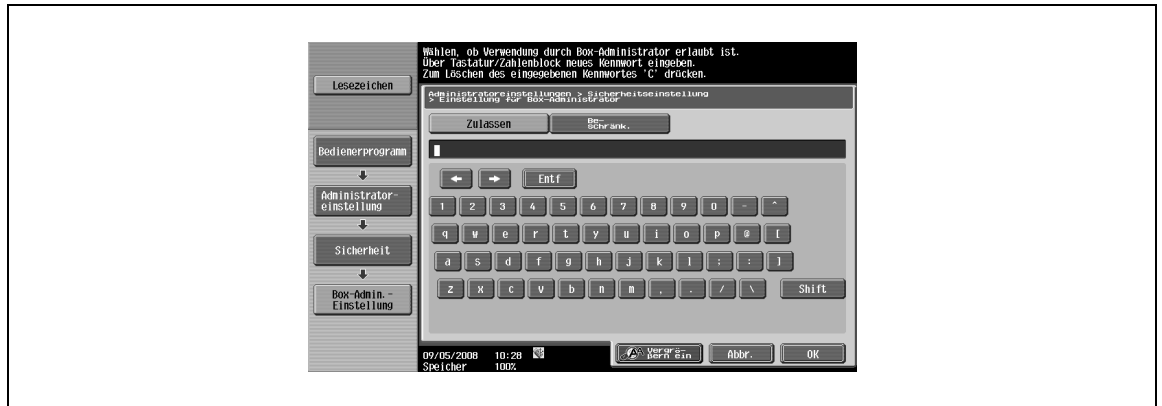 Wählen, ob Verwendung durch Box-Administrator erlaubt ist.
Über Tastatur/Zahlenblock neues Kennwort eingeben.
Zum Löschen des eingegebenen Kennwortes 'C' drücken.
Lesezeichen
Administratoreinstellungen > Sicherheitseinstellung
> Einstellung für Box-Administrator
Zulassen
Be-
schränk.
Bedienerprogramm
← → Entf
Administrator-
einstellung
1 2 3 4 5 6 7 8 9 0 - ^
q w e r t y u i o p @ [
Sicherheit
a s d f g h j k l ; : ]
z x c v b n m , . / \ Shift
Box-Admin.-
Einstellung
Vergrö-
ßern ein
Abbr.
OK
09/05/2008 10:28
Speicher 100%